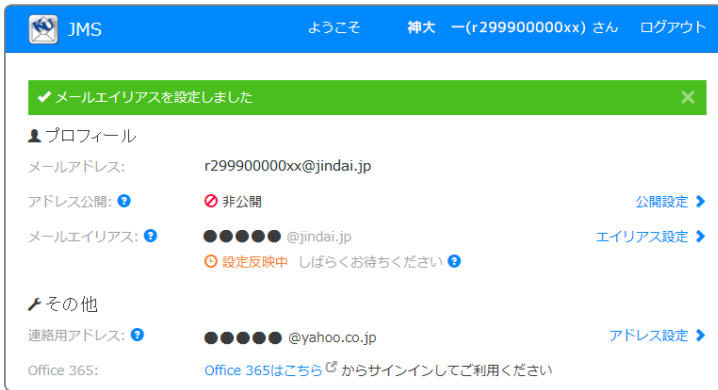 JMS ようこそ 神大 一(r299900000xx) さん ログアウト
メールエイリアスを設定しました
プロフィール
メールアドレス: r299900000xx@jindai.jp
アドレス公開: 非公開 公開設定
メールエイリアス: ●●●●● @jindai.jp エイリアス設定
設定反映中 しばらくお待ちください
その他
連絡用アドレス: ●●●●● @yahoo.co.jp アドレス設定
Office 365: Office 365はこちら からサインインしてご利用ください